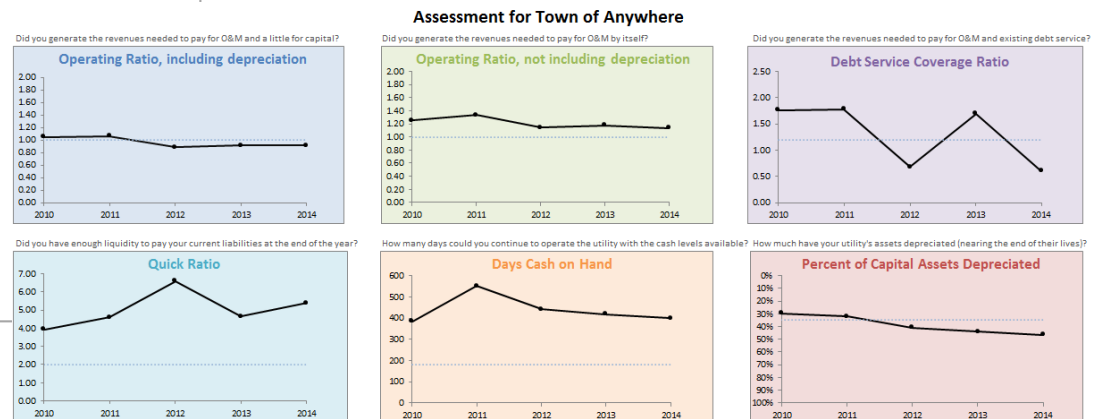 Assessment for Town of Anywhere
Did you generate the revenues needed to pay for O&M and a little for capital?
Operating Ratio, including depreciation
2.00
1.80
1.60
1.40
1.20
1.00
0.80
0.60
0.40
0.20
0.00
2010 2011 2012 2013 2014
Did you generate the revenues needed to pay for O&M by itself?
Operating Ratio, not including depreciation
2.00
1.80
1.60
1.40
1.20
1.00
0.80
0.60
0.40
0.20
0.00
2010 2011 2012 2013 2014
Did you generate the revenues needed to pay for O&M and existing debt service?
Debt Service Coverage Ratio
2.50
2.00
1.50
1.00
0.50
0.00
2010 2011 2012 2013 2014
Did you have enough liquidity to pay your current liabilities at the end of the year?
Quick Ratio
7.00
6.00
5.00
4.00
3.00
2.00
1.00
0.00
2010 2011 2012 2013 2014
How many days could you continue to operate the utility with the cash levels available?
Days Cash on Hand
600
500
400
300
200
100
0
2010 2011 2012 2013 2014
How much have your utility's assets depreciated (nearing the end of their lives)?
Percent of Capital Assets Depreciated
0%
10%
20%
30%
40%
50%
60%
70%
80%
90%
100%
2010 2011 2012 2013 2014